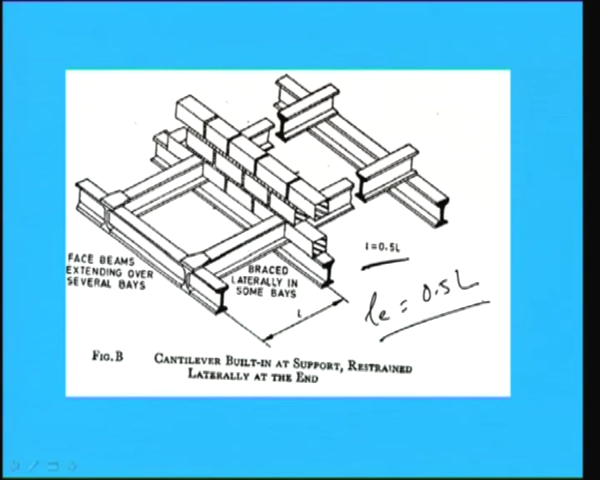 FACE BEAMS
EXTENDING OVER
SEVERAL BAYS
BRACED
LATERALLY IN
SOME BAYS
L
l=0.5L
le = 0.5L
FIG. B CANTILEVER BUILT-IN AT SUPPORT, RESTRAINED
LATERALLY AT THE END